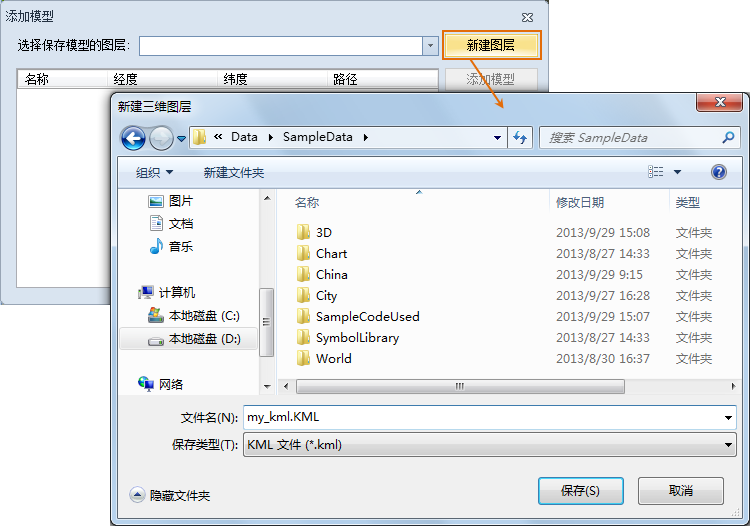 添加模型
选择保存模型的图层:
新建图层
名称 经度 纬度 路径
添加模型
新建三维图层
« Data SampleData
搜索 SampleData
组织 新建文件夹
图片
文档
音乐
计算机
本地磁盘 (C:)
本地磁盘 (D:)
网络
名称 修改日期 类型
3D 2013/9/29 15:08 文件夹
Chart 2013/8/27 14:33 文件夹
China 2013/9/29 9:15 文件夹
City 2013/9/27 16:28 文件夹
SampleCodeUsed 2013/9/29 15:07 文件夹
SymbolLibrary 2013/8/27 14:33 文件夹
World 2013/8/30 16:37 文件夹
文件名(N): my_kml.KML
保存类型(T): KML 文件 (*.kml)
隐藏文件夹
保存(S)
取消